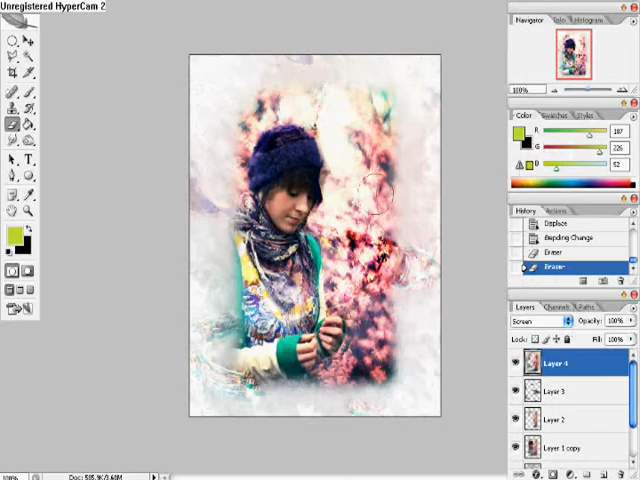 Unregistered HyperCam 2
Navigator Info Histogram
100%
Color Swatches Styles
R 187
G 226
B 52
History Actions
Displace
Blending Change
Eraser
Eraser
Layers Channels Paths
Screen Opacity: 100%
Lock: Fill: 100%
Layer 4
Layer 3
Layer 2
Layer 1 copy
100% Doc: 505.9K/3.68M